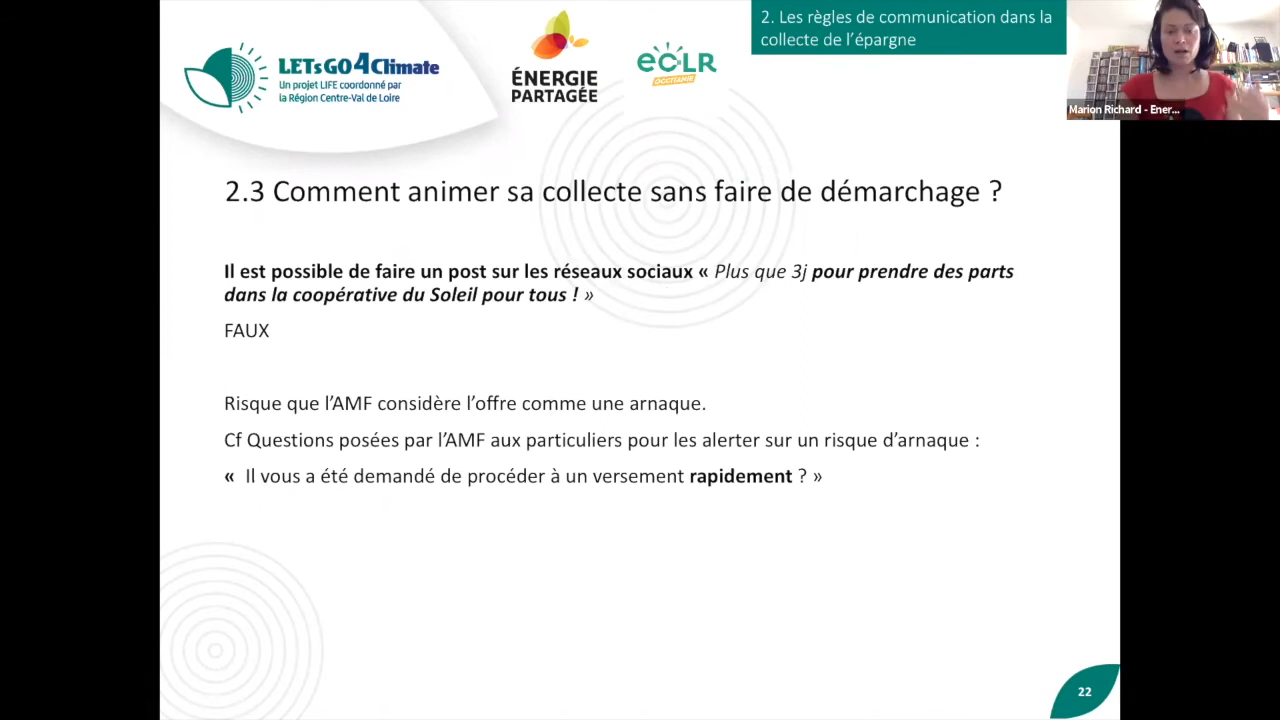 2. Les règles de communication dans la
collecte de l'épargne
LETsGO4Climate
Un projet LIFE coordonné par
la Région Centre-Val de Loire
ÉNERGIE
PARTAGÉE
ECLR
OCCITANIE
Marion Richard - Ener...
2.3 Comment animer sa collecte sans faire de démarchage ?
Il est possible de faire un post sur les réseaux sociaux « Plus que 3j pour prendre des parts
dans la coopérative du Soleil pour tous ! »
FAUX
Risque que l'AMF considère l'offre comme une arnaque.
Cf Questions posées par l'AMF aux particuliers pour les alerter sur un risque d'arnaque :
« Il vous a été demandé de procéder à un versement rapidement ? »
22